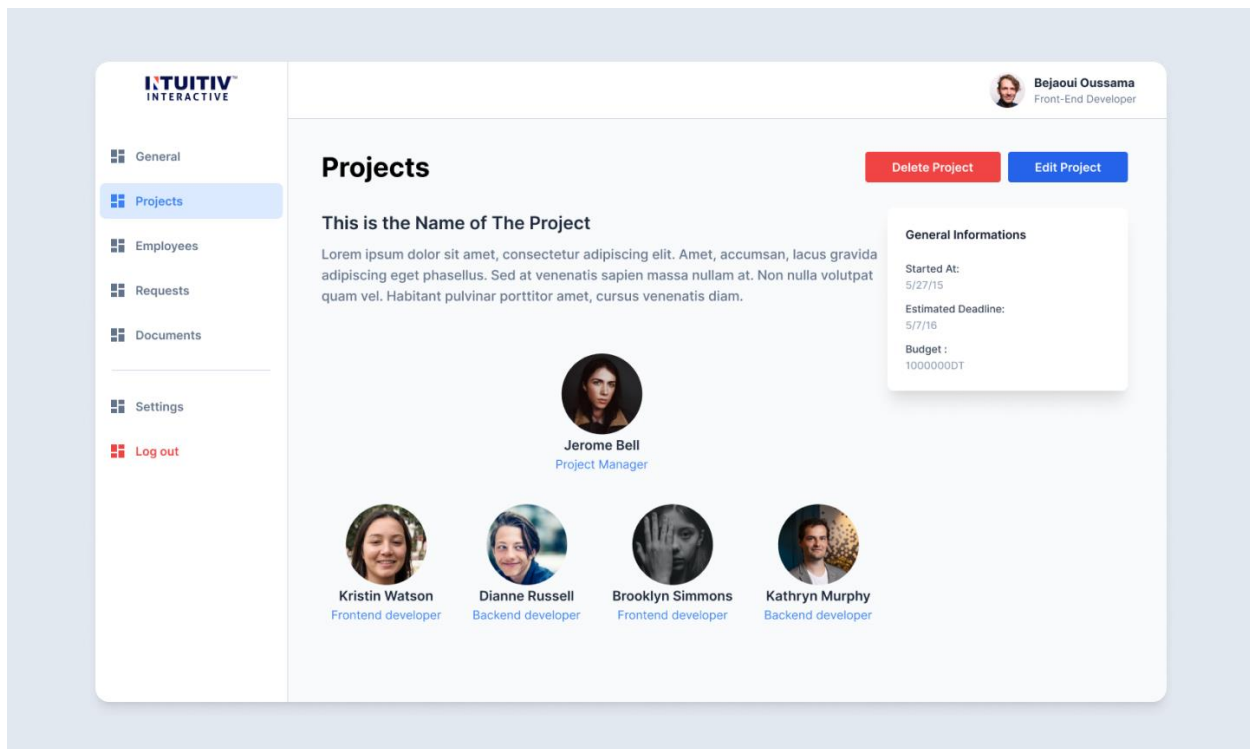 INTUITIV™
INTERACTIVE
Bejaoui Oussama
Front-End Developer
General
Projects
Employees
Requests
Documents
Settings
Log out
Projects
Delete Project
Edit Project
This is the Name of The Project
Lorem ipsum dolor sit amet, consectetur adipiscing elit. Amet, accumsan, lacus gravida
adipiscing eget phasellus. Sed at venenatis sapien massa nullam at. Non nulla volutpat
quam vel. Habitant pulvinar porttitor amet, cursus venenatis diam.
General Informations
Started At:
5/27/15
Estimated Deadline:
5/7/16
Budget :
1000000DT
Jerome Bell
Project Manager
Kristin Watson
Frontend developer
Dianne Russell
Backend developer
Brooklyn Simmons
Frontend developer
Kathryn Murphy
Backend developer